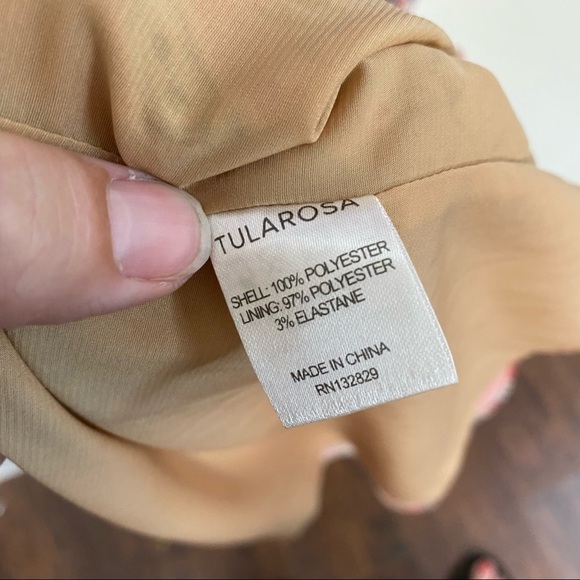 TULAROSA
SHELL: 100% POLYESTER
LINING: 97% POLYESTER
3% ELASTANE
MADE IN CHINA
RN132829